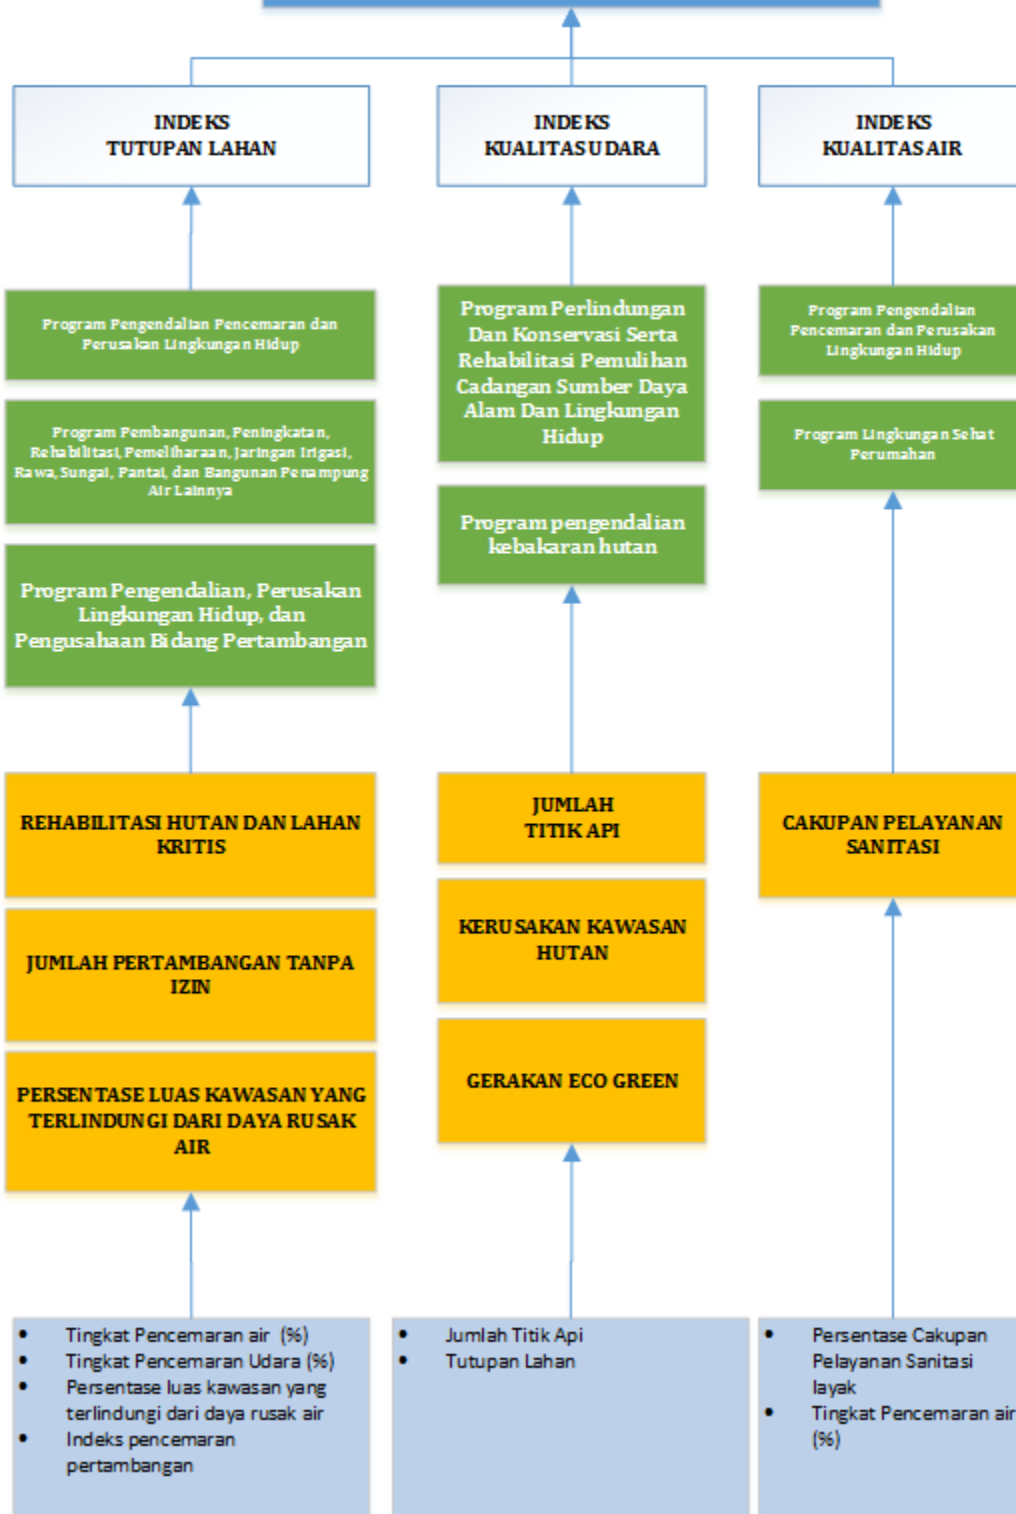 INDEKS
TUTUPAN LAHAN
INDEKS
KUALITAS UDARA
INDEKS
KUALITAS AIR
Program Pengendalian Pencemaran dan
Perusakan Lingkungan Hidup
Program Pembangunan, Peningkatan,
Rehabilitasi, Pemeliharaan, Jaringan Irigasi,
Rawa, Sungai, Pantai, dan Bangunan Penampung
Air Lainnya
Program Pengendalian, Perusakan
Lingkungan Hidup, dan
Pengusahaan Bidang Pertambangan
Program Perlindungan
Dan Konservasi Serta
Rehabilitasi Pemulihan
Cadangan Sumber Daya
Alam Dan Lingkungan
Hidup
Program pengendalian
kebakaran hutan
Program Pengendalian
Pencemaran dan Perusakan
Lingkungan Hidup
Program Lingkungan Sehat
Perumahan
REHABILITASI HUTAN DAN LAHAN
KRITIS
JUMLAH PERTAMBANGAN TANPA
IZIN
PERSENTASE LUAS KAWASAN YANG
TERLINDUNGI DARI DAYA RUSAK
AIR
JUMLAH
TITIK API
KERUSAKAN KAWASAN
HUTAN
GERAKAN ECO GREEN
CAKUPAN PELAYANAN
SANITASI
• Tingkat Pencemaran air (%)
• Tingkat Pencemaran Udara (%)
• Persentase luas kawasan yang
terlindungi dari daya rusak air
• Indeks pencemaran
pertambangan
• Jumlah Titik Api
• Tutupan Lahan
• Persentase Cakupan
Pelayanan Sanitasi
layak
• Tingkat Pencemaran air
(%)